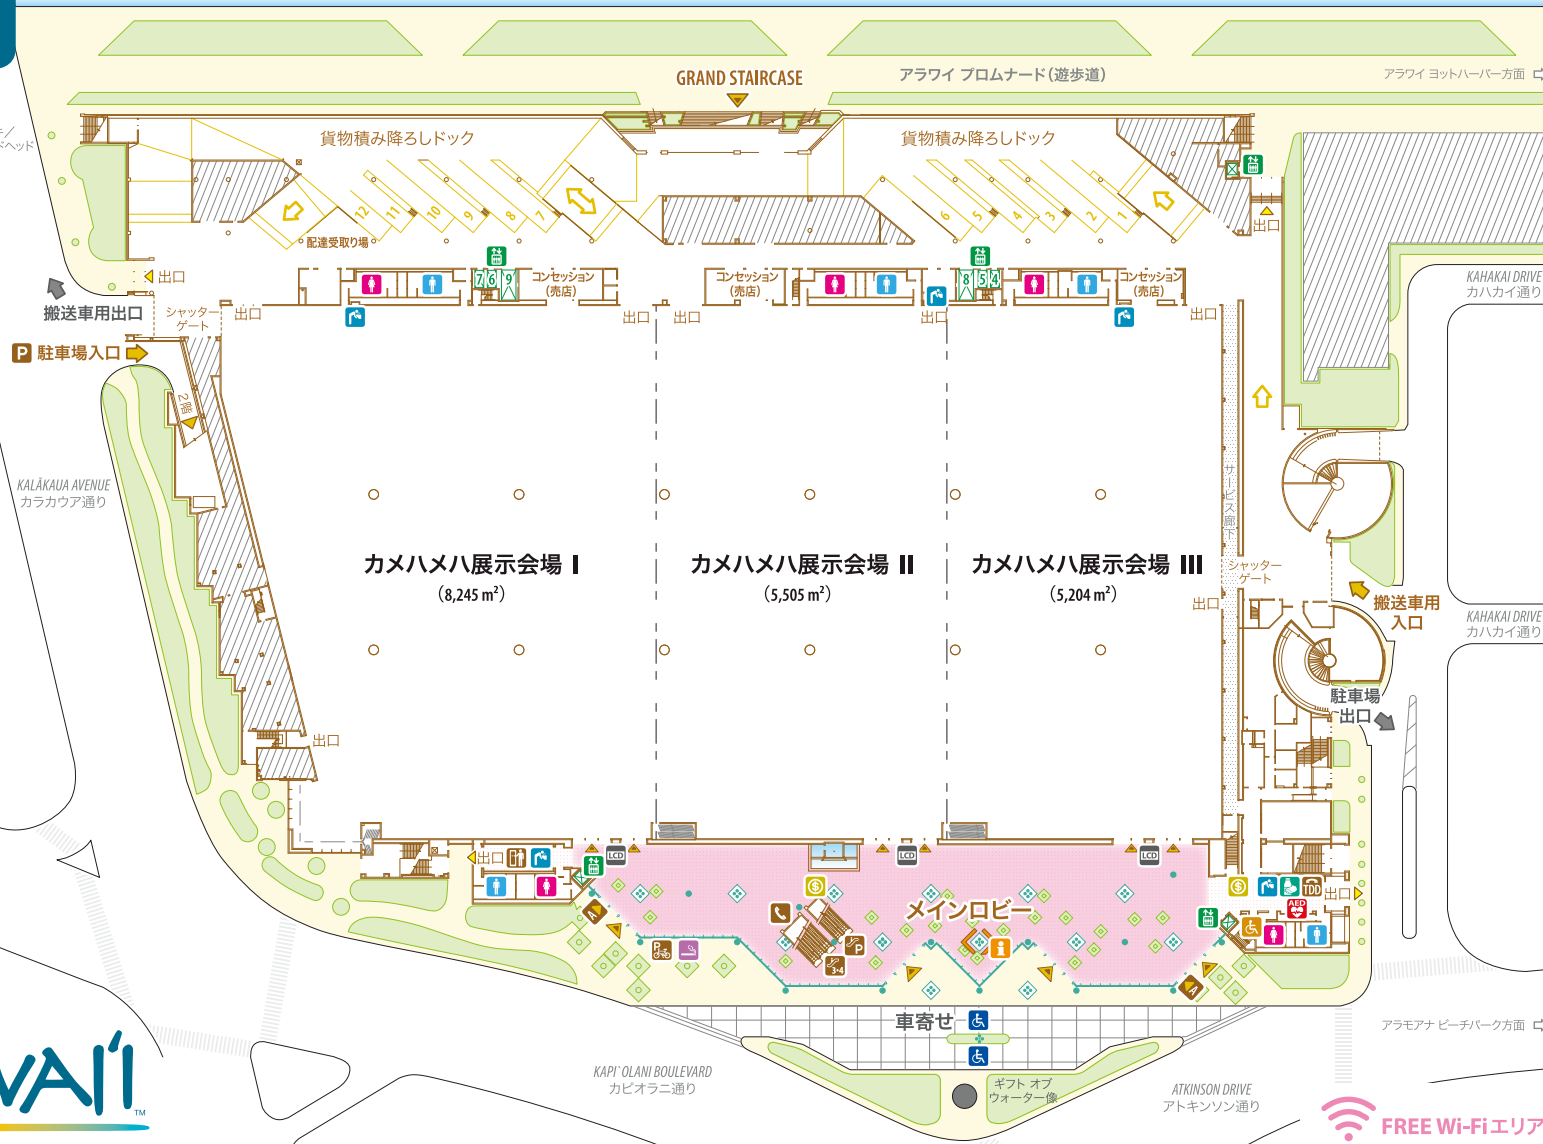 GRAND STAIRCASE
アラワイ プロムナード（遊歩道）
アラワイ ヨットハーバー方面
ドヘッド
貨物積み降ろしドック
貨物積み降ろしドック
12
11
10
9
8
7
6
5
4
3
2
1
配達受取り場
出口
出口
7
6
9
コンセッション
（売店）
コンセッション
（売店）
8
5
4
コンセッション
（売店）
搬送車用出口
シャッター
ゲート
出口
出口
出口
出口
出口
KAHAKAI DRIVE
カハカイ通り
P 駐車場入口
2階
KALĀKAUA AVENUE
カラカウア通り
サービス廊下
カメハメハ展示会場 I
（8,245 m²）
カメハメハ展示会場 II
（5,505 m²）
カメハメハ展示会場 III
（5,204 m²）
シャッター
ゲート
出口
搬送車用
入口
KAHAKAI DRIVE
カハカイ通り
駐車場
出口
出口
出口
LCD
LCD
LCD
TDD
出口
AED
メインロビー
A
P
P
3•4
A
車寄せ
アラモアナ ビーチパーク方面
KAPI`OLANI BOULEVARD
カピオラニ通り
ギフト オブ
ウォーター像
ATKINSON DRIVE
アトキンソン通り
WAI'I
TM
FREE Wi-Fiエリア